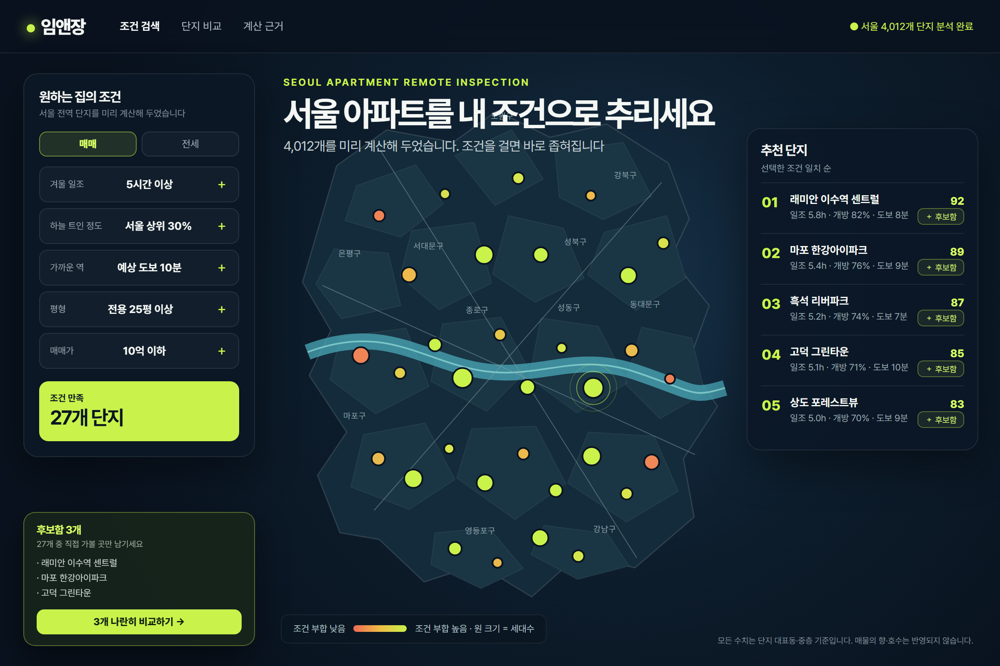 임앤장
조건 검색
단지 비교
계산 근거
서울 4,012개 단지 분석 완료
원하는 집의 조건
서울 전역 단지를 미리 계산해 두었습니다
매매
전세
겨울 일조 5시간 이상 +
하늘 트인 정도 서울 상위 30% +
가까운 역 예상 도보 10분 +
평형 전용 25평 이상 +
매매가 10억 이하 +
조건 만족
27개 단지
후보함 3개
27개 중 직접 가볼 곳만 남기세요
· 래미안 이수역 센트럴
· 마포 한강아이파크
· 고덕 그린타운
3개 나란히 비교하기 →
SEOUL APARTMENT REMOTE INSPECTION
서울 아파트를 내 조건으로 추리세요
4,012개를 미리 계산해 두었습니다. 조건을 걸면 바로 좁혀집니다
강북구
서대문구
성북구
은평구
종로구
성동구
동대문구
마포구
영등포구
강남구
조건 부합 낮음
조건 부합 높음 · 원 크기 = 세대수
추천 단지
선택한 조건 일치 순
01 래미안 이수역 센트럴 92
일조 5.8h · 개방 82% · 도보 8분 + 후보함
02 마포 한강아이파크 89
일조 5.4h · 개방 76% · 도보 9분 + 후보함
03 흑석 리버파크 87
일조 5.2h · 개방 74% · 도보 7분 + 후보함
04 고덕 그린타운 85
일조 5.1h · 개방 71% · 도보 10분 + 후보함
05 상도 포레스트뷰 83
일조 5.0h · 개방 70% · 도보 9분 + 후보함
모든 수치는 단지 대표동·중층 기준입니다. 매물의 향·호수는 반영되지 않습니다.